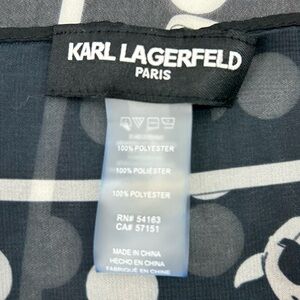 KARL LAGERFELD
PARIS
100% POLYESTER
100% POLIÉSTER
100% POLYESTER
RN# 54163
CA# 57151
MADE IN CHINA
HECHO EN CHINA
FABRIQUÉ EN CHINE